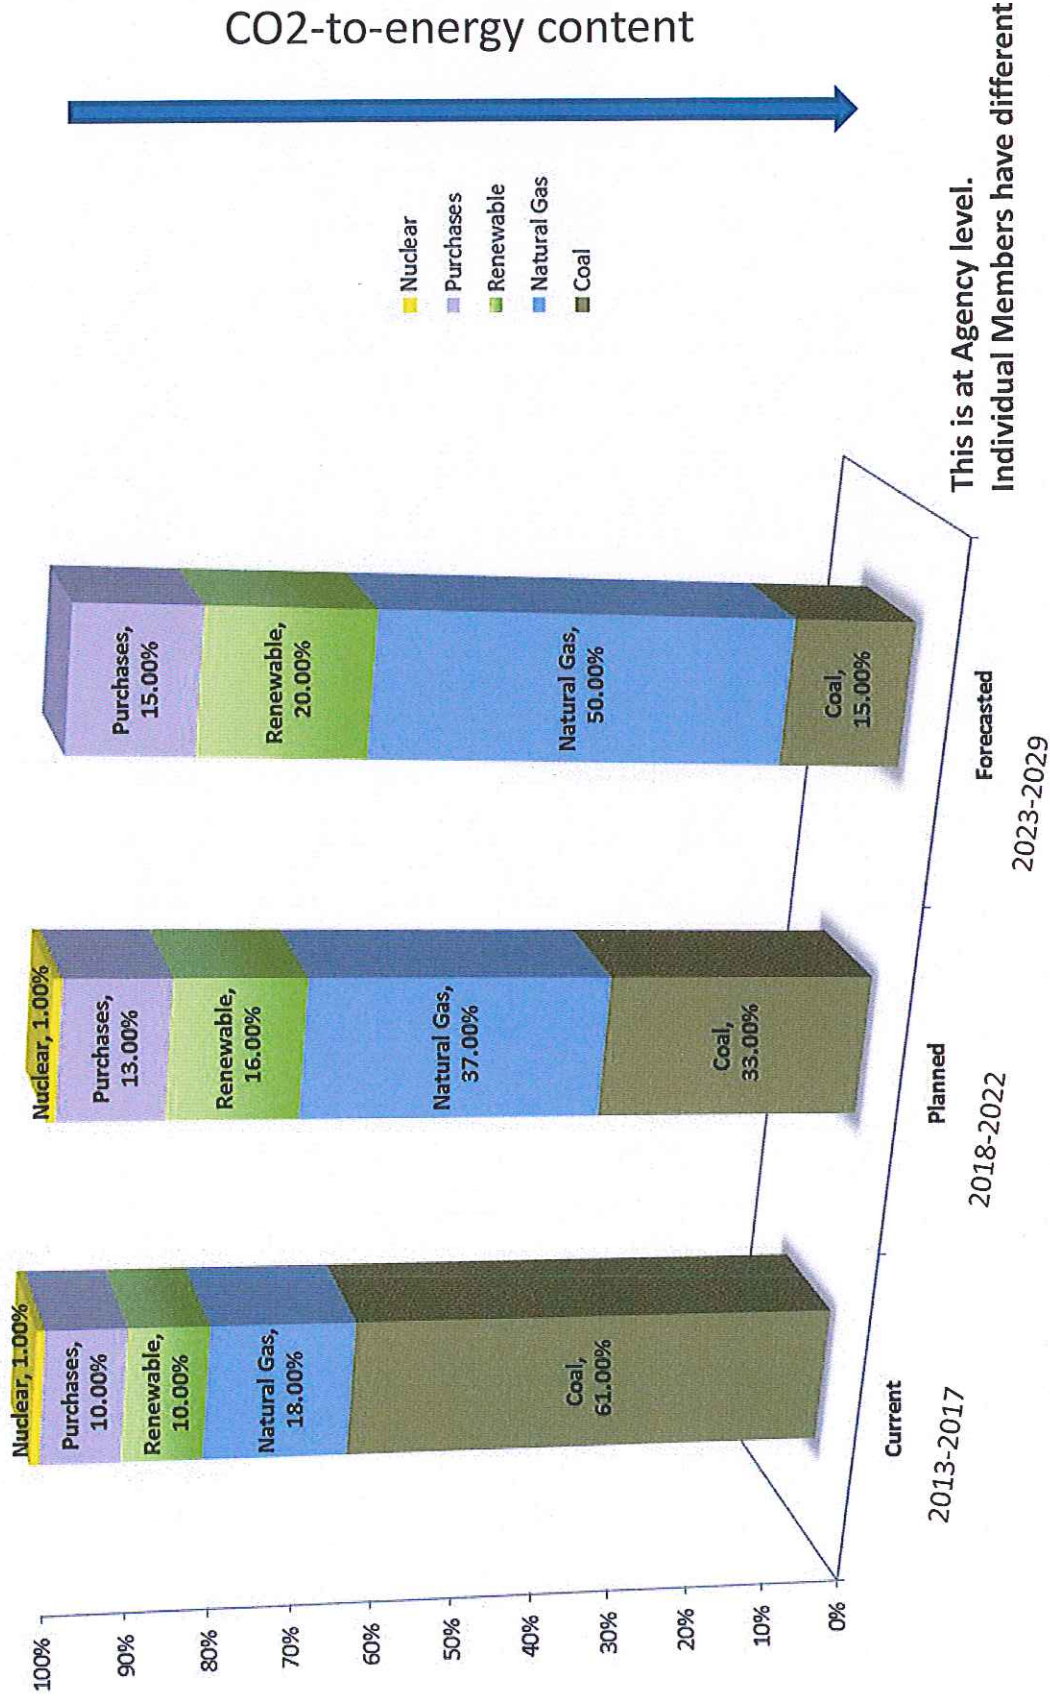 CO2-to-energy content
100%
90%
80%
70%
60%
50%
40%
30%
20%
10%
0%
Nuclear, 1.00%
Purchases,
10.00%
Renewable,
10.00%
Natural Gas,
18.00%
Coal,
61.00%
Nuclear, 1.00%
Purchases,
13.00%
Renewable,
16.00%
Natural Gas,
37.00%
Coal,
33.00%
Purchases,
15.00%
Renewable,
20.00%
Natural Gas,
50.00%
Coal,
15.00%
Nuclear
Purchases
Renewable
Natural Gas
Coal
Current
Planned
Forecasted
2013-2017
2018-2022
2023-2029
This is at Agency level.
Individual Members have different